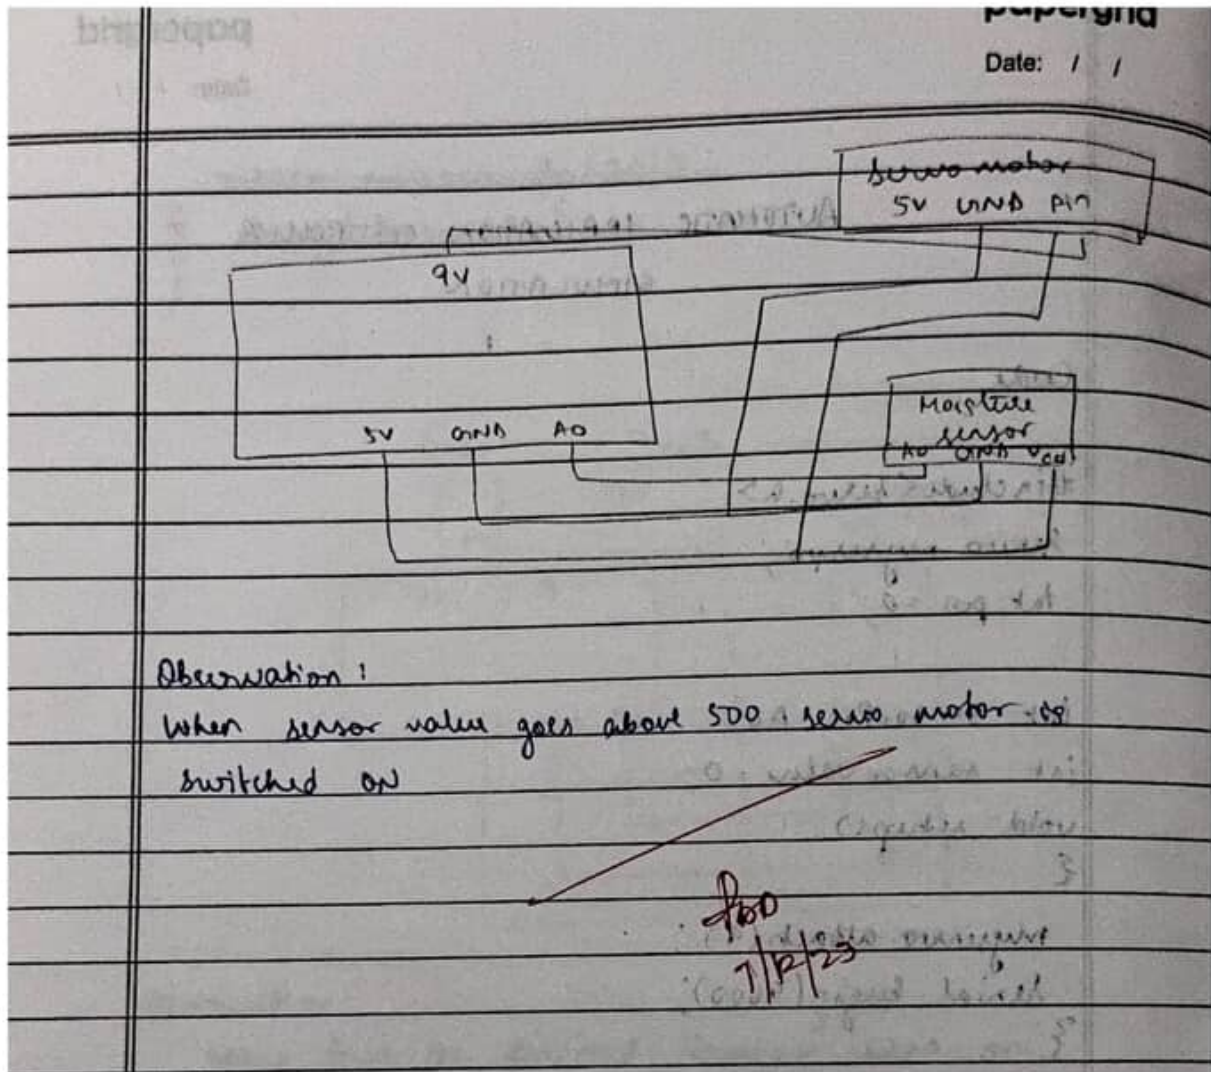 papergrid
Date: / /
Servo motor
5V GND Pin
9V
5V GND A0
Moisture
sensor
A0 GND Vcc
Observation:
When sensor value goes above 500 servo motor is
switched ON
7/12/23